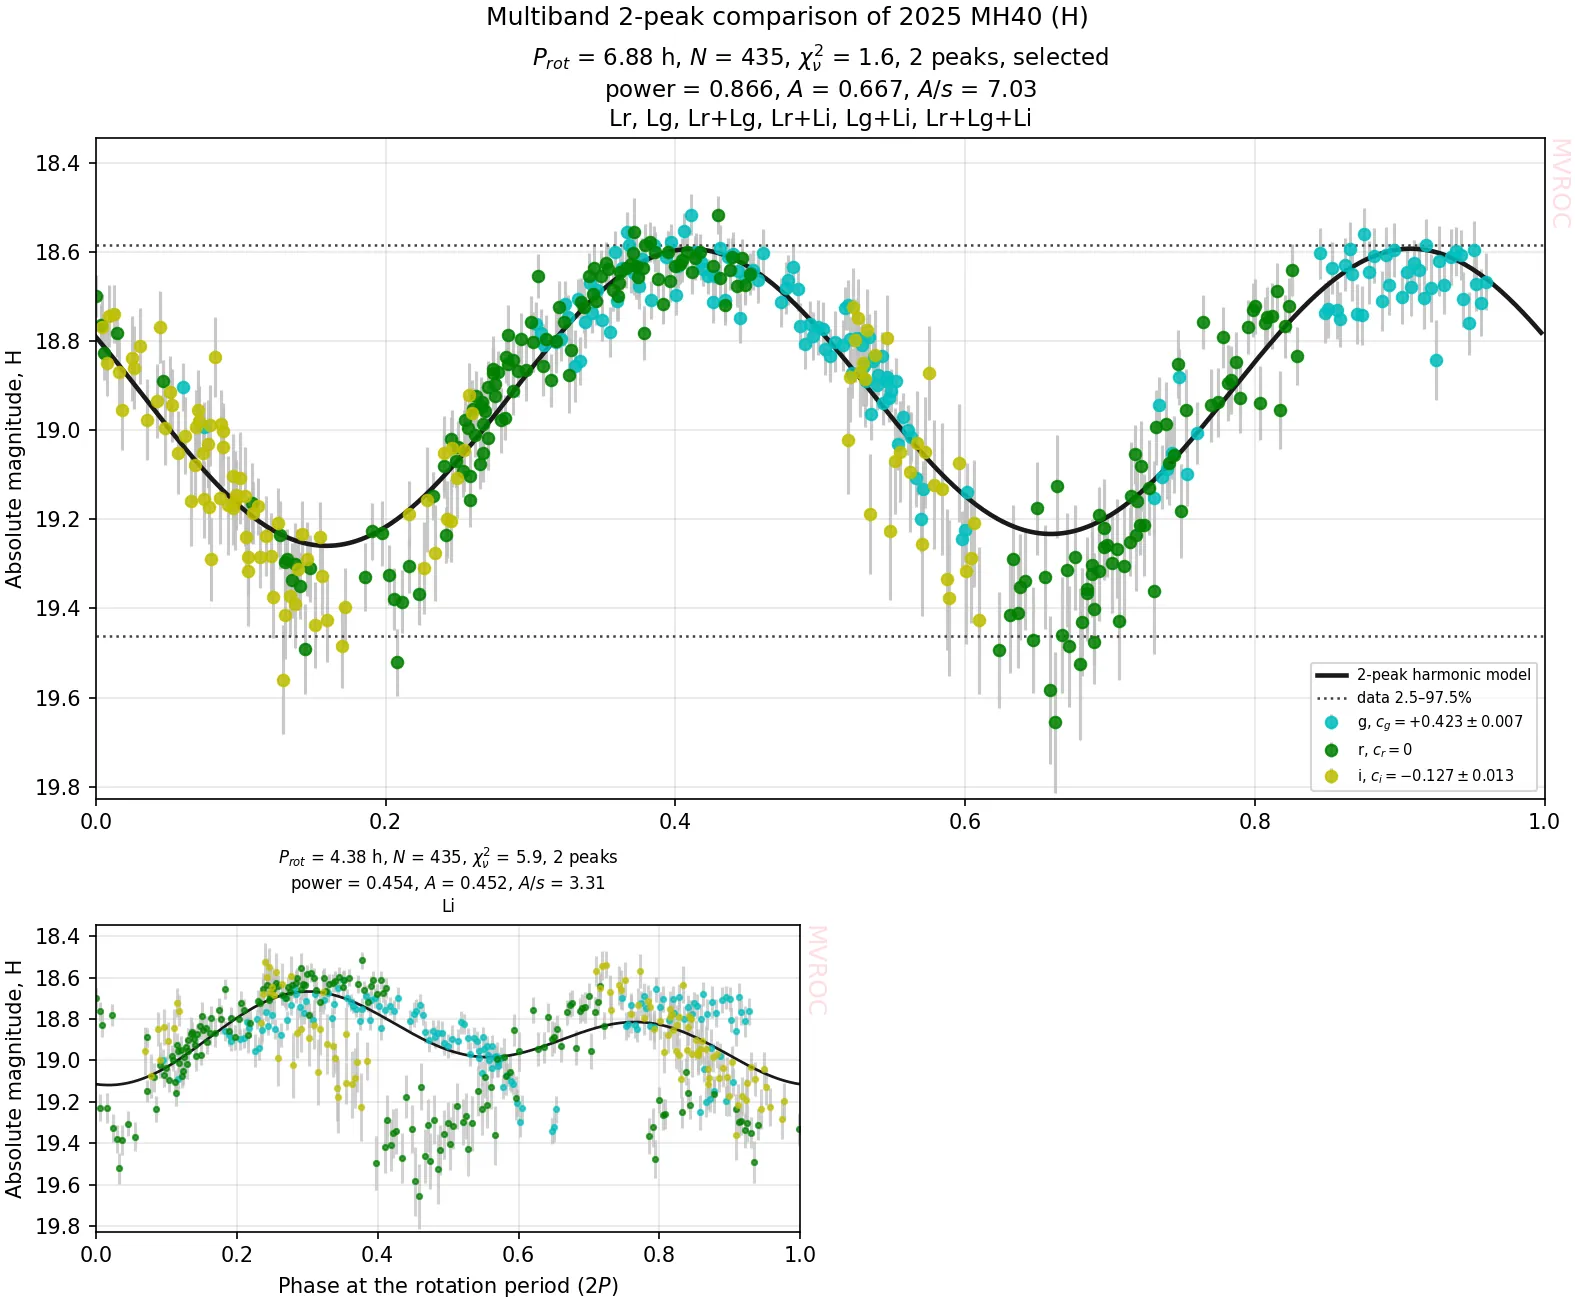 Multiband 2-peak comparison of 2025 MH40 (H)
P_rot = 6.88 h, N = 435, χ²_ν = 1.6, 2 peaks, selected
power = 0.866, A = 0.667, A/s = 7.03
Lr, Lg, Lr+Lg, Lr+Li, Lg+Li, Lr+Lg+Li
MVROC
Absolute magnitude, H
18.4
18.6
18.8
19.0
19.2
19.4
19.6
19.8
2-peak harmonic model
data 2.5–97.5%
g, c_g = +0.423 ± 0.007
r, c_r = 0
i, c_i = −0.127 ± 0.013
0.0 0.2 0.4 0.6 0.8 1.0
P_rot = 4.38 h, N = 435, χ²_ν = 5.9, 2 peaks
power = 0.454, A = 0.452, A/s = 3.31
Li
MVROC
Absolute magnitude, H
18.4
18.6
18.8
19.0
19.2
19.4
19.6
19.8
0.0 0.2 0.4 0.6 0.8 1.0
Phase at the rotation period (2P)